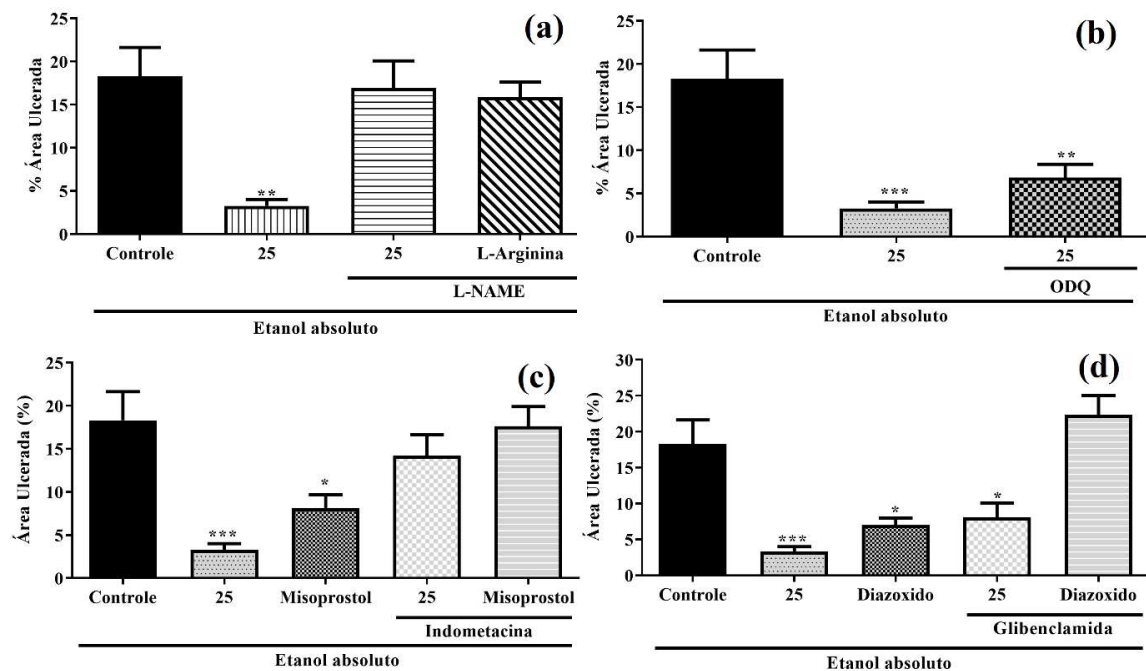 (a)
% Área Ulcerada
25
20
15
10
5
0
**
Controle 25 25 L-Arginina
L-NAME
Etanol absoluto
(b)
% Área Ulcerada
25
20
15
10
5
0
***
**
Controle 25 25
ODQ
Etanol absoluto
(c)
Área Ulcerada (%)
25
20
15
10
5
0
***
*
Controle 25 Misoprostol 25 Misoprostol
Indometacina
Etanol absoluto
(d)
Área Ulcerada (%)
30
25
20
15
10
5
0
***
*
*
Controle 25 Diazoxido 25 Diazoxido
Glibenclamida
Etanol absoluto